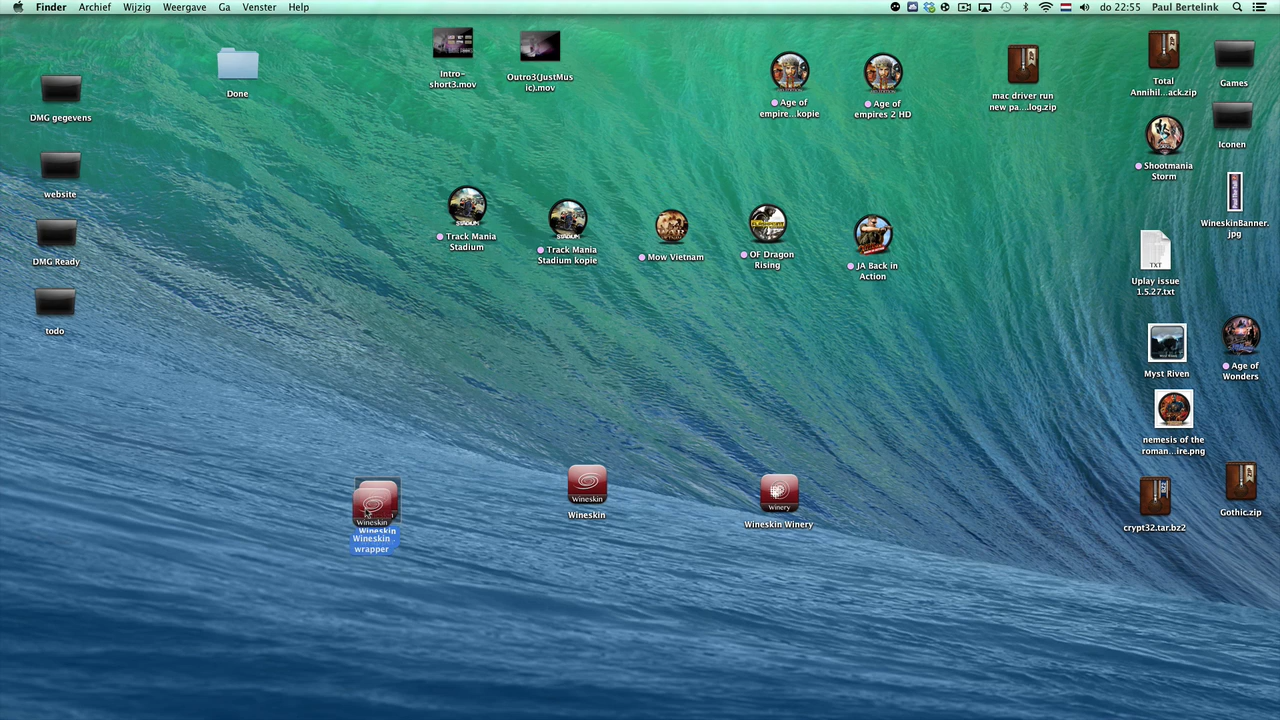 Finder Archief Wijzig Weergave Ga Venster Help do 22:55 Paul Bertelink
DMG gegevens
website
DMG Ready
todo
Done
Intro-
short3.mov
Outro3(JustMus
ic).mov
Age of
empire...kopie
Age of
empires 2 HD
mac driver run
new pa....log.zip
Total
Annihil...ack.zip
Games
Iconen
Shootmania
Storm
WineskinBanner.
jpg
Track Mania
Stadium
Track Mania
Stadium kopie
Mow Vietnam
OF Dragon
Rising
JA Back in
Action
TXT
Uplay issue
1.5.27.txt
Myst Riven
Age of
Wonders
nemesis of the
roman...ire.png
crypt32.tar.bz2
ZIP
Gothic.zip
Wineskin
Wineskin
Wineskin
wrapper
Wineskin
Wineskin
Winery
Wineskin Winery